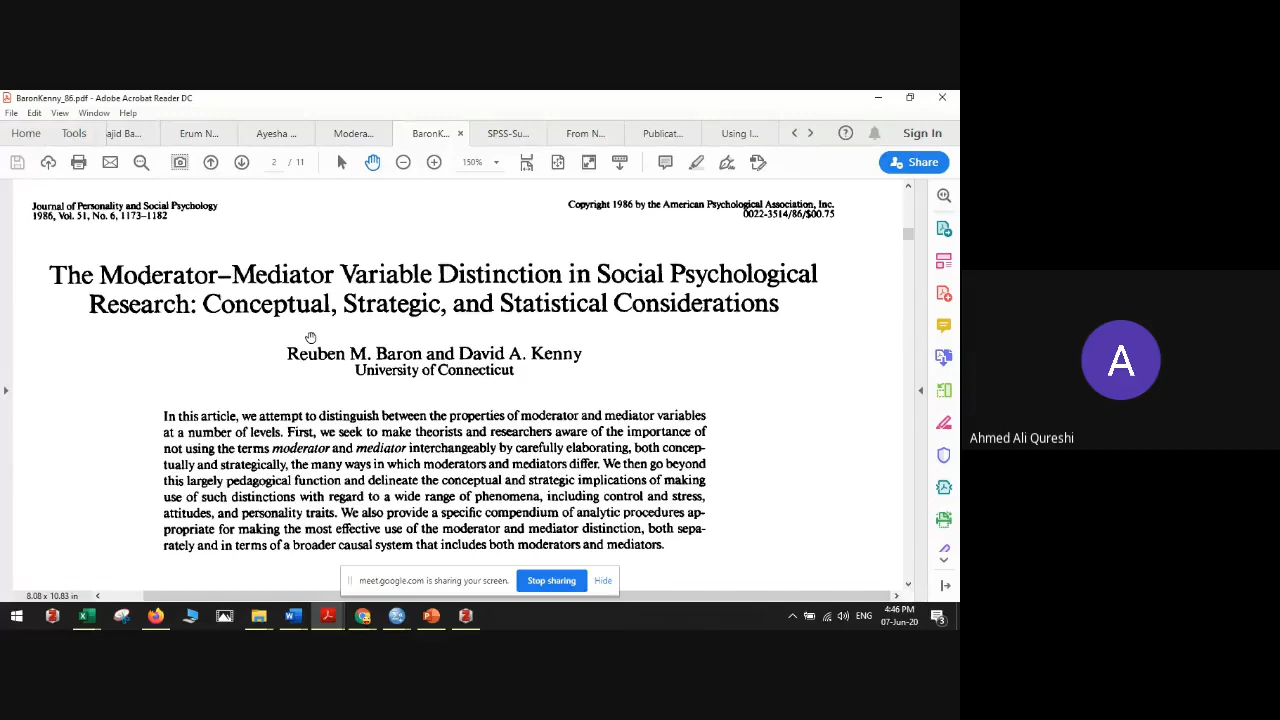 BaronKenny_86.pdf - Adobe Acrobat Reader DC
File Edit View Window Help
Home Tools ajid Ba... Erum N... Ayesha ... Modera... BaronK... × SPSS-Su... From N... Publicat... Using I... Sign In
2 / 11 150% Share
Journal of Personality and Social Psychology
1986, Vol. 51, No. 6, 1173–1182
Copyright 1986 by the American Psychological Association, Inc.
0022-3514/86/$00.75
The Moderator–Mediator Variable Distinction in Social Psychological
Research: Conceptual, Strategic, and Statistical Considerations
Reuben M. Baron and David A. Kenny
University of Connecticut
In this article, we attempt to distinguish between the properties of moderator and mediator variables
at a number of levels. First, we seek to make theorists and researchers aware of the importance of
not using the terms moderator and mediator interchangeably by carefully elaborating, both concep-
tually and strategically, the many ways in which moderators and mediators differ. We then go beyond
this largely pedagogical function and delineate the conceptual and strategic implications of making
use of such distinctions with regard to a wide range of phenomena, including control and stress,
attitudes, and personality traits. We also provide a specific compendium of analytic procedures ap-
propriate for making the most effective use of the moderator and mediator distinction, both sepa-
rately and in terms of a broader causal system that includes both moderators and mediators.
meet.google.com is sharing your screen. Stop sharing Hide
8.08 x 10.83 in
ENG
4:46 PM
07-Jun-20
3
A
Ahmed Ali Qureshi